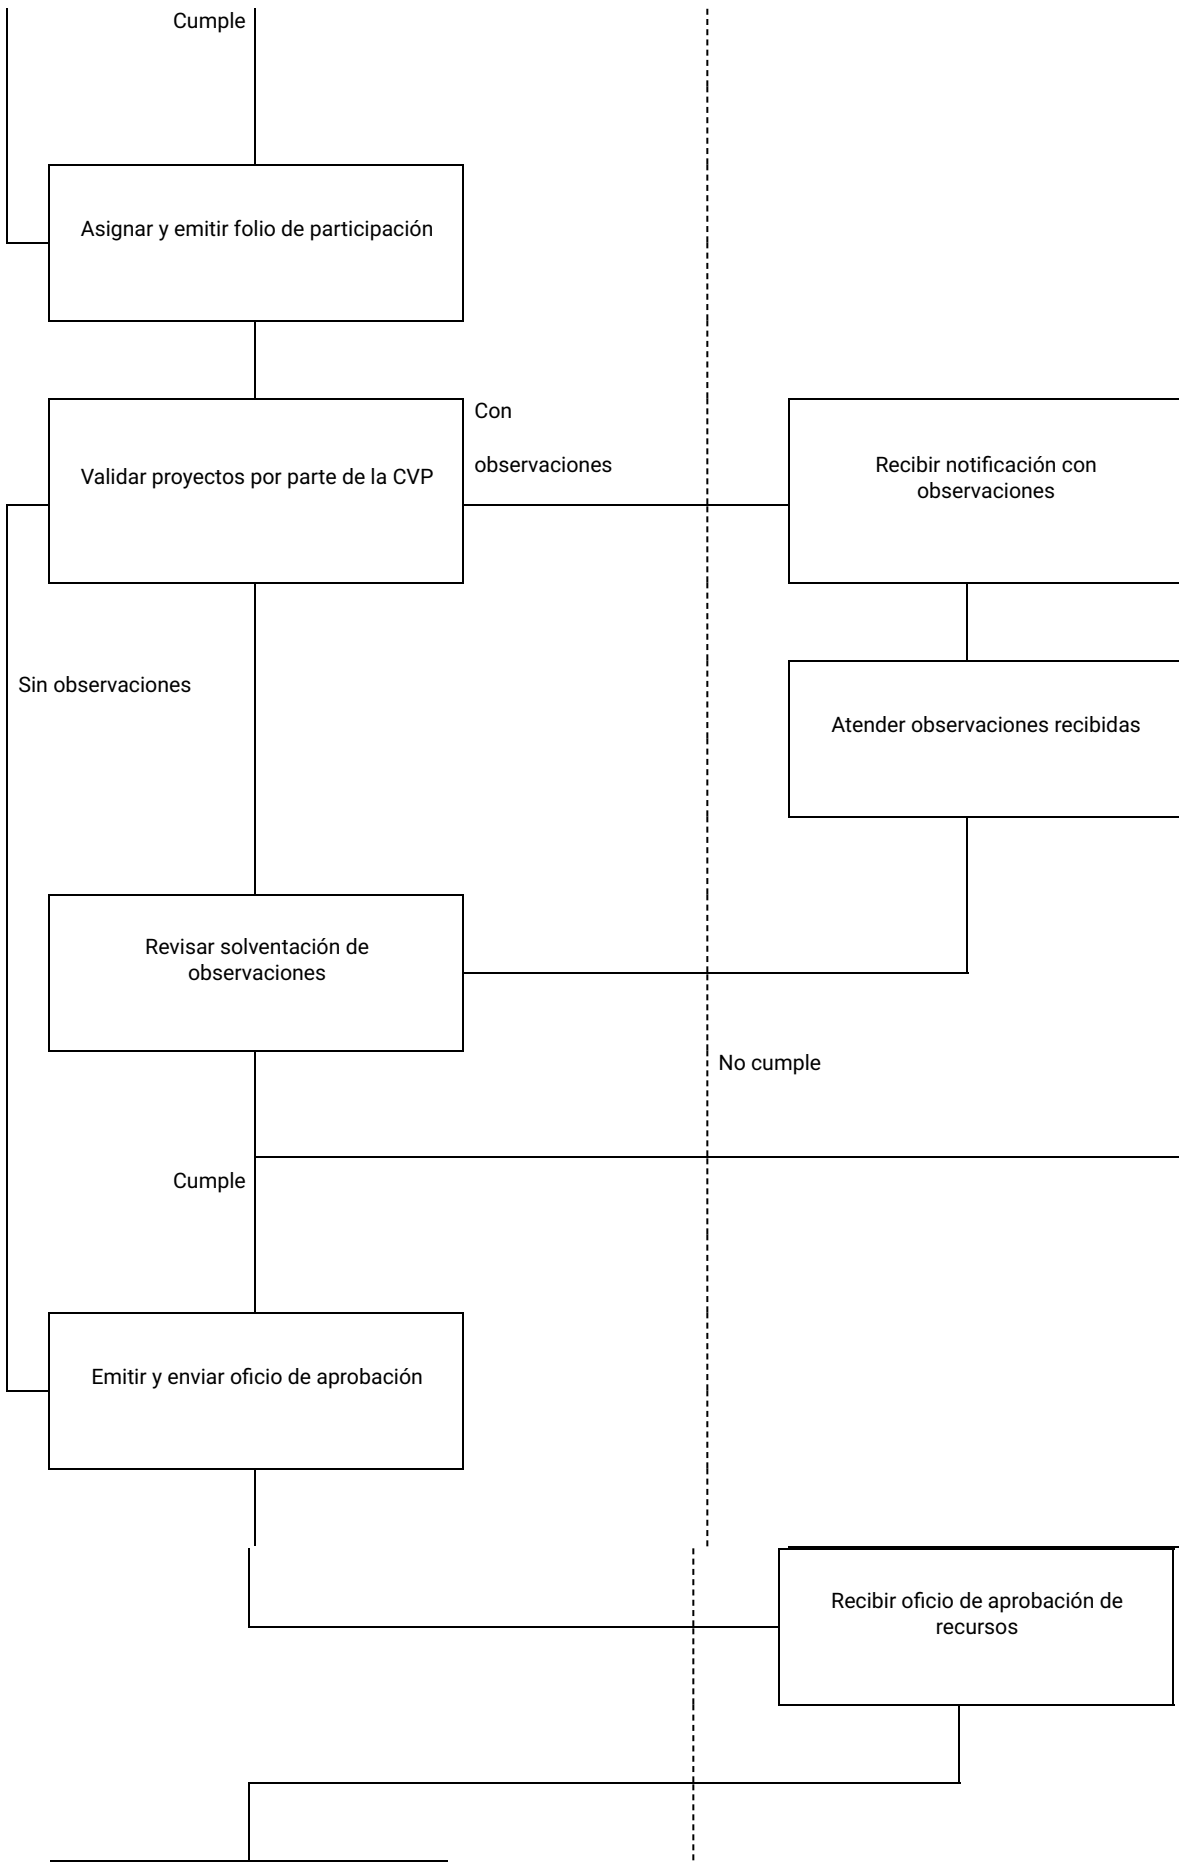 Cumple
Asignar y emitir folio de participación
Con
observaciones
Validar proyectos por parte de la CVP
Recibir notificación con
observaciones
Sin observaciones
Atender observaciones recibidas
Revisar solventación de
observaciones
No cumple
Cumple
Emitir y enviar oficio de aprobación
Recibir oficio de aprobación de
recursos